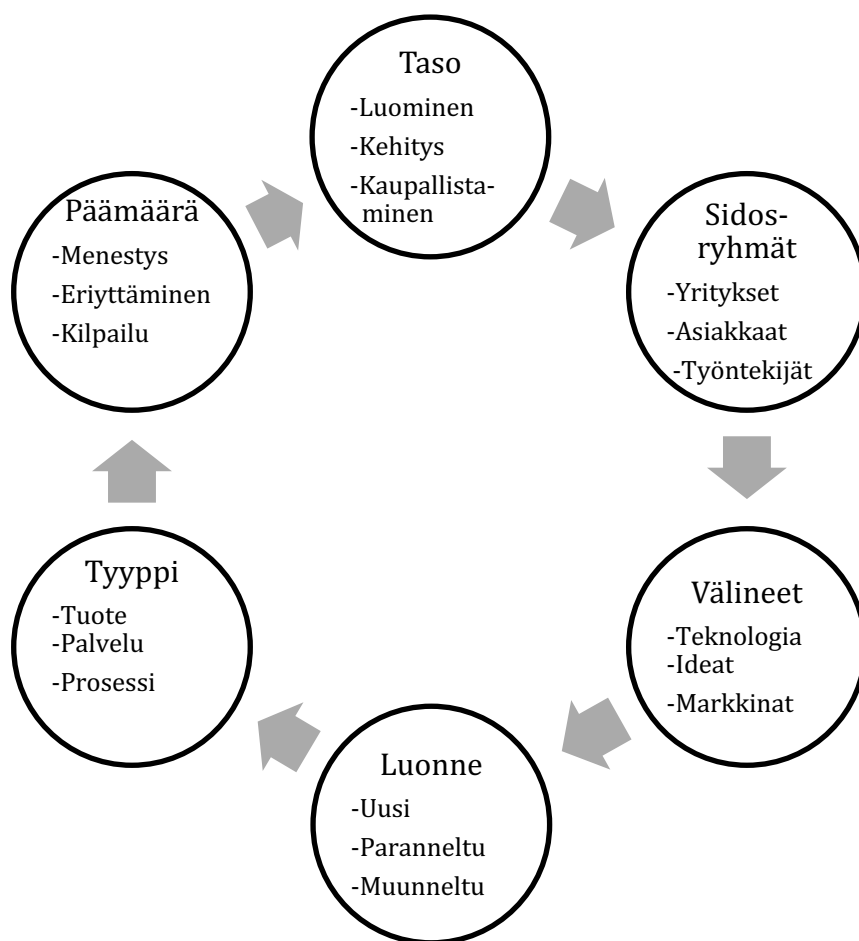 Taso
-Luominen
-Kehitys
-Kaupallista-
minen
Sidos-
ryhmät
-Yritykset
-Asiakkaat
-Työntekijät
Välineet
-Teknologia
-Ideat
-Markkinat
Luonne
-Uusi
-Paranneltu
-Muunneltu
Tyyppi
-Tuote
-Palvelu
-Prosessi
Päämäärä
-Menestys
-Eriyttäminen
-Kilpailu